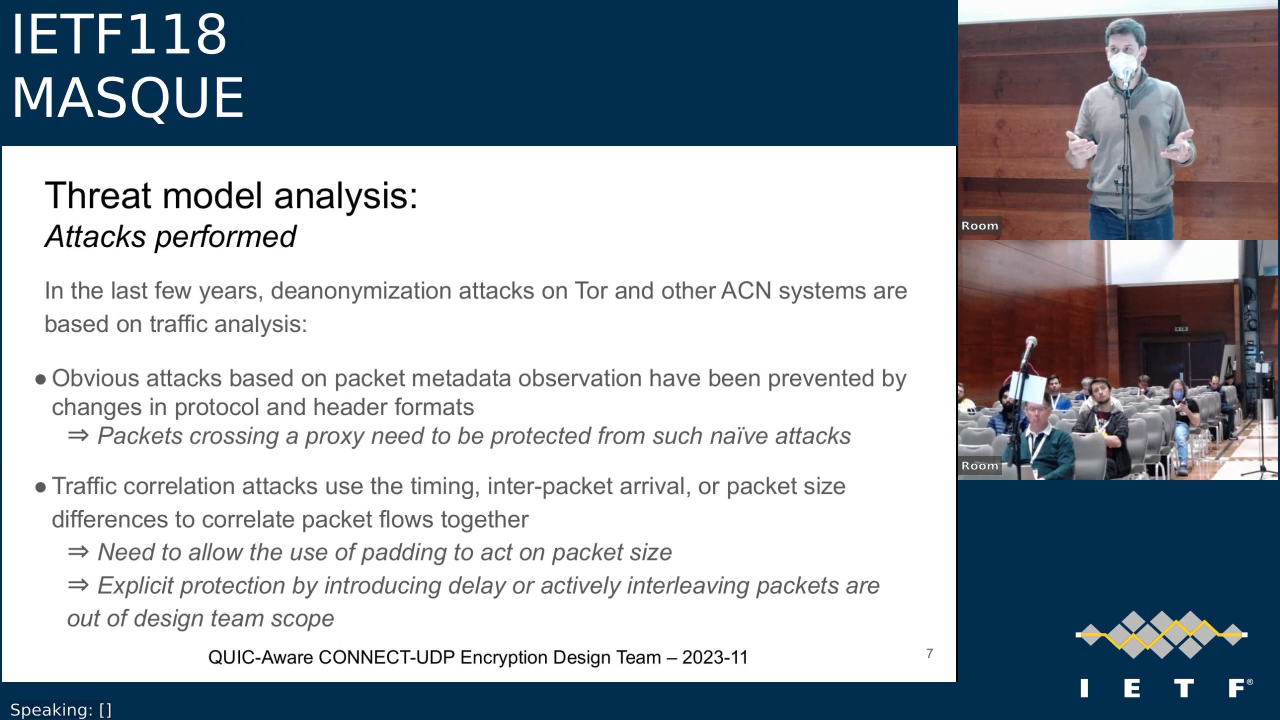 IETF118
MASQUE
Threat model analysis:
Attacks performed
In the last few years, deanonymization attacks on Tor and other ACN systems are
based on traffic analysis:
● Obvious attacks based on packet metadata observation have been prevented by
changes in protocol and header formats
⇒ Packets crossing a proxy need to be protected from such naïve attacks
● Traffic correlation attacks use the timing, inter-packet arrival, or packet size
differences to correlate packet flows together
⇒ Need to allow the use of padding to act on packet size
⇒ Explicit protection by introducing delay or actively interleaving packets are
out of design team scope
QUIC-Aware CONNECT-UDP Encryption Design Team – 2023-11
7
Room
Room
I E T F®
Speaking: []